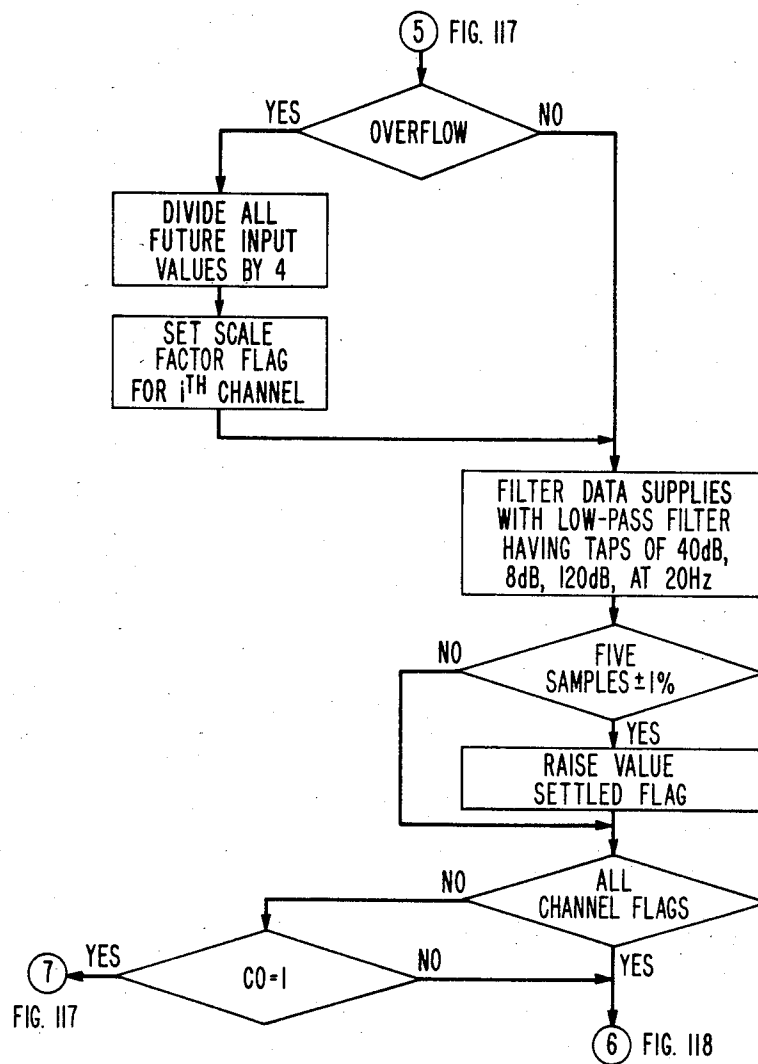 5 FIG. 117
OVERFLOW
YES
NO
DIVIDE ALL
FUTURE INPUT
VALUES BY 4
SET SCALE
FACTOR FLAG
FOR iTH CHANNEL
FILTER DATA SUPPLIES
WITH LOW-PASS FILTER
HAVING TAPS OF 40dB,
8dB, 120dB, AT 20Hz
NO
FIVE
SAMPLES ±1%
YES
RAISE VALUE
SETTLED FLAG
NO
ALL
CHANNEL FLAGS
YES
7
YES
CO=1
NO
FIG. 117
6 FIG. 118